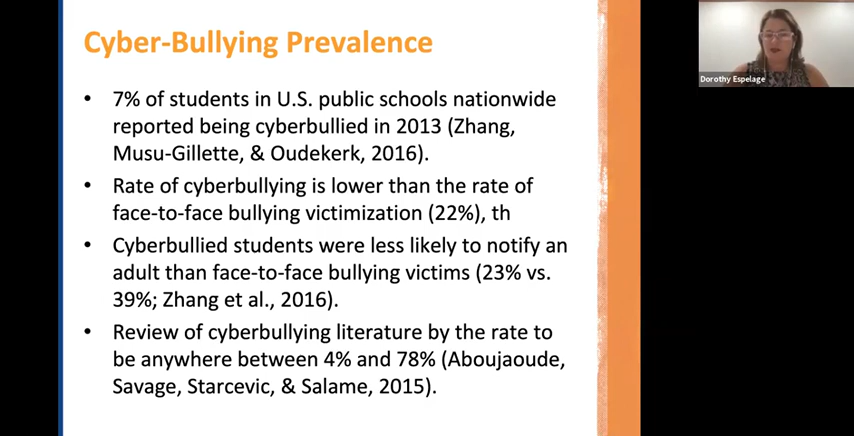 Cyber-Bullying Prevalence
• 7% of students in U.S. public schools nationwide
reported being cyberbullied in 2013 (Zhang,
Musu-Gillette, & Oudekerk, 2016).
• Rate of cyberbullying is lower than the rate of
face-to-face bullying victimization (22%), th
• Cyberbullied students were less likely to notify an
adult than face-to-face bullying victims (23% vs.
39%; Zhang et al., 2016).
• Review of cyberbullying literature by the rate to
be anywhere between 4% and 78% (Aboujaoude,
Savage, Starcevic, & Salame, 2015).
Dorothy Espelage